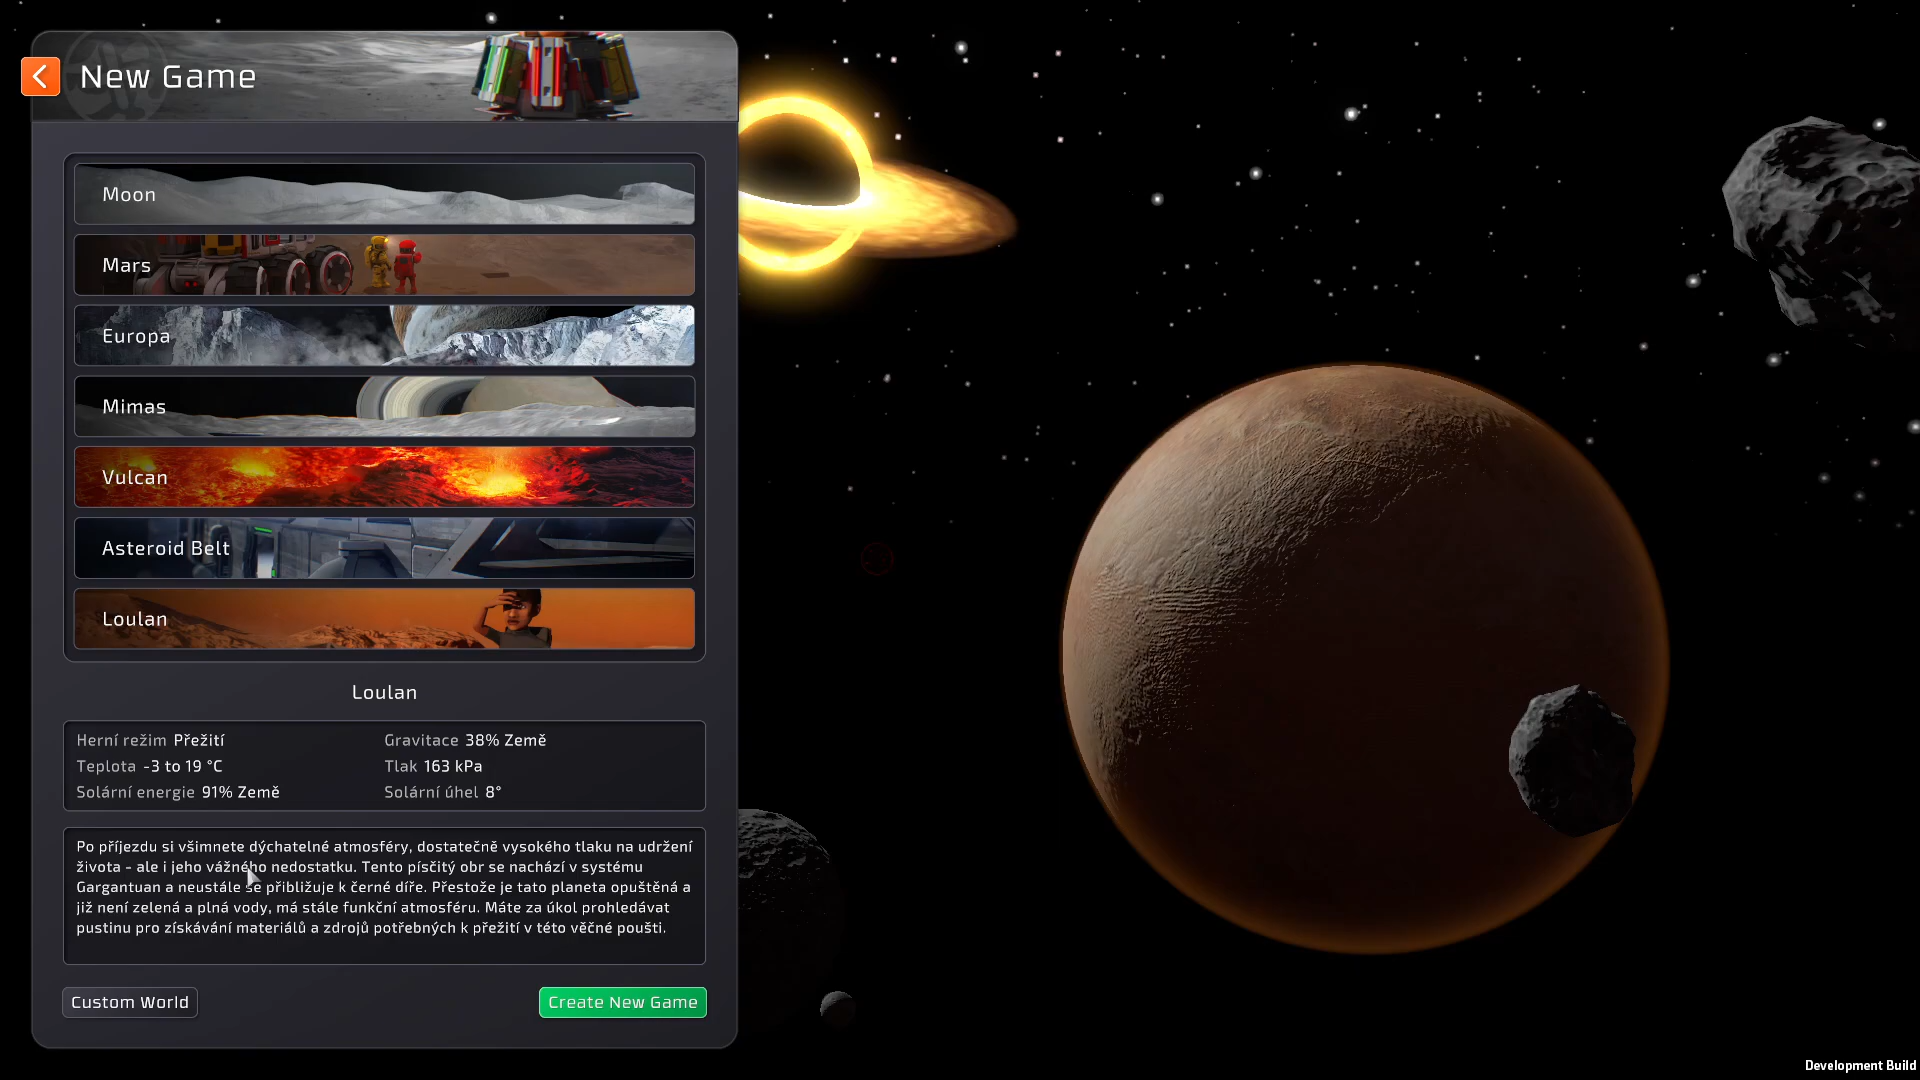 New Game
Moon
Mars
Europa
Mimas
Vulcan
Asteroid Belt
Loulan
Loulan
Herní režim Přežití
Gravitace 38% Země
Teplota -3 to 19 °C
Tlak 163 kPa
Solární energie 91% Země
Solární úhel 8°
Po příjezdu si všimnete dýchatelné atmosféry, dostatečně vysokého tlaku na udržení
života - ale i jeho vážného nedostatku. Tento písčitý obr se nachází v systému
Gargantuan a neustále se přibližuje k černé díře. Přestože je tato planeta opuštěná a
již není zelená a plná vody, má stále funkční atmosféru. Máte za úkol prohledávat
pustinu pro získávání materiálů a zdrojů potřebných k přežití v této věčné poušti.
Custom World
Create New Game
Development Build